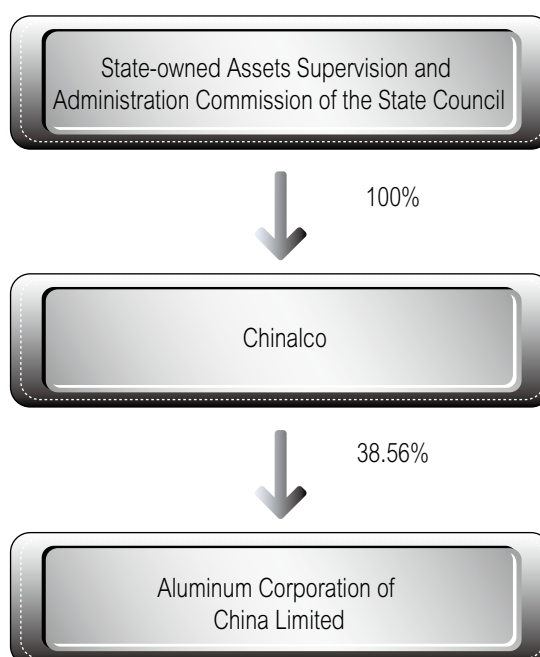 State-owned Assets Supervision and
Administration Commission of the State Council
100%
Chinalco
38.56%
Aluminum Corporation of
China Limited